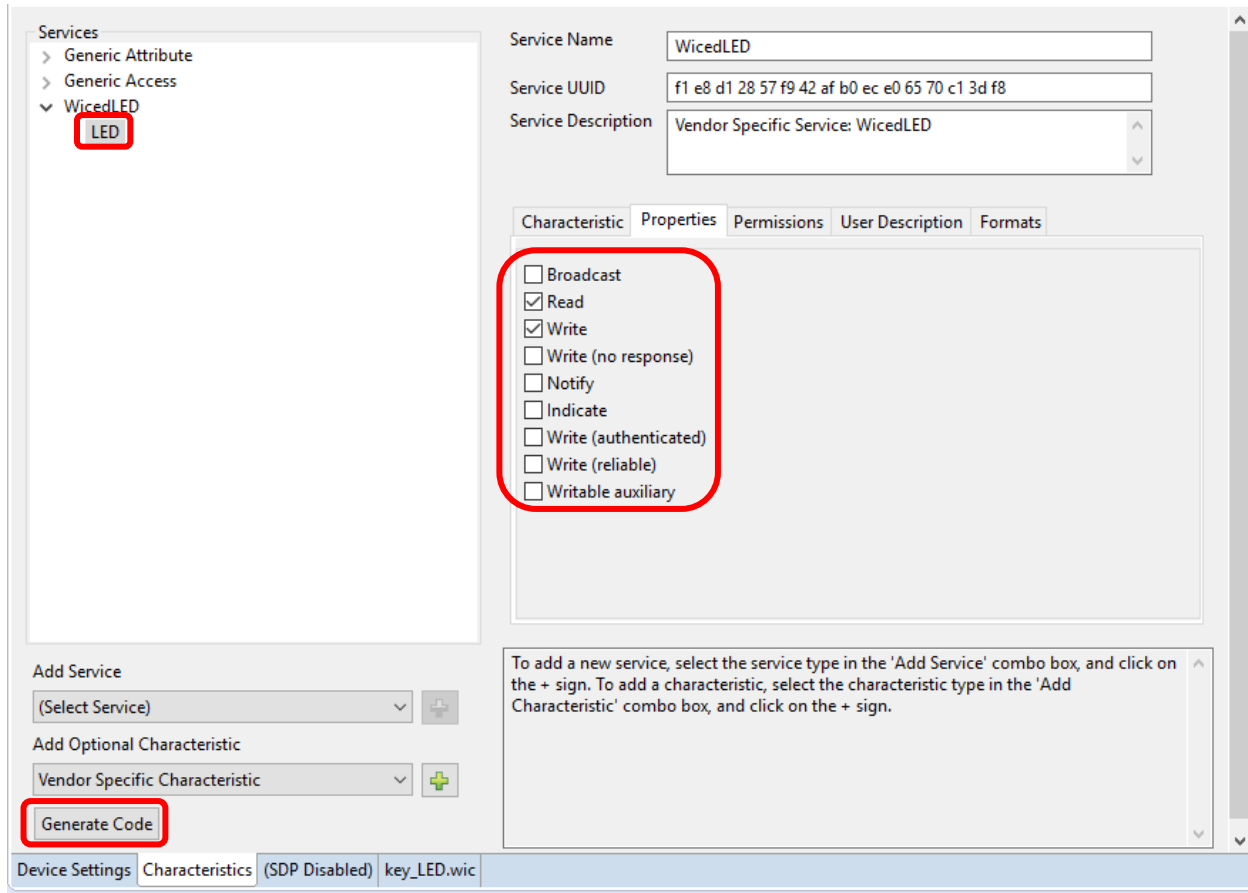 Services
Generic Attribute
Generic Access
WicedLED
LED
Add Service
(Select Service)
Add Optional Characteristic
Vendor Specific Characteristic
Generate Code
Service Name
WicedLED
Service UUID
f1 e8 d1 28 57 f9 42 af b0 ec e0 65 70 c1 3d f8
Service Description
Vendor Specific Service: WicedLED
Characteristic Properties Permissions User Description Formats
Broadcast
Read
Write
Write (no response)
Notify
Indicate
Write (authenticated)
Write (reliable)
Writable auxiliary
To add a new service, select the service type in the 'Add Service' combo box, and click on
the + sign. To add a characteristic, select the characteristic type in the 'Add
Characteristic' combo box, and click on the + sign.
Device Settings Characteristics (SDP Disabled) key_LED.wic